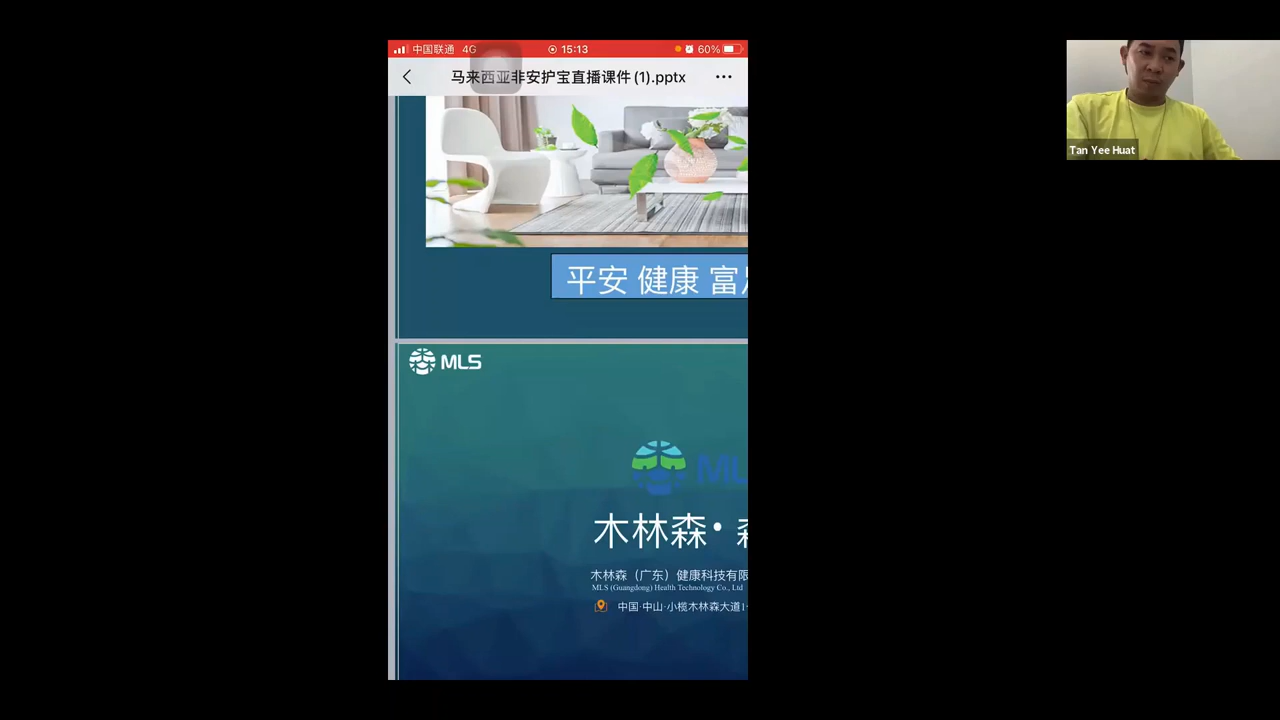 中国联通 4G 15:13 60%
马来西亚非安护宝直播课件(1).pptx
Tan Yee Huat
平安 健康 富
MLS
ML
木林森·
木林森（广东）健康科技有限
MLS (Guangdong) Health Technology Co., Ltd
中国·中山·小榄木林森大道1